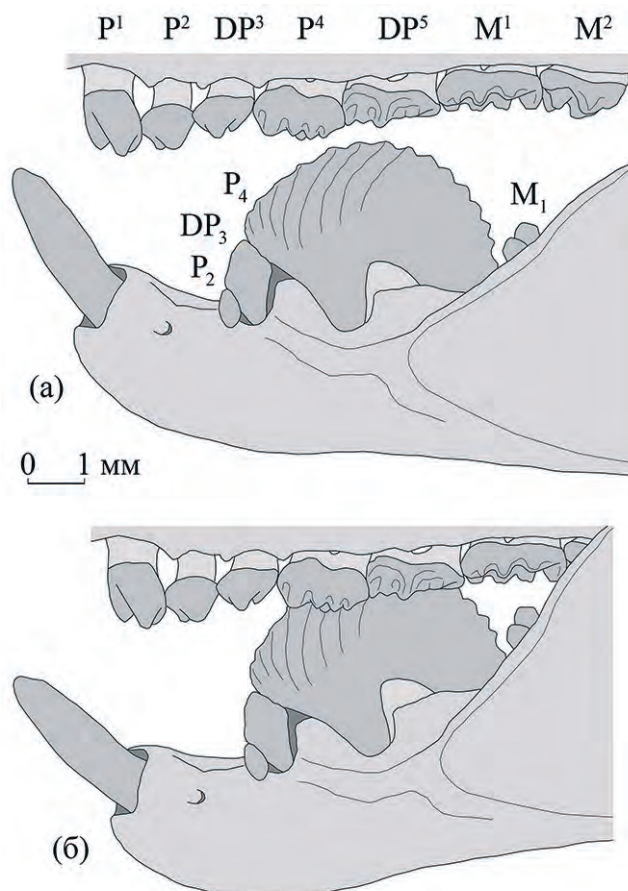 P¹ P² DP³ P⁴ DP⁵ M¹ M²
P₄
M₁
DP₃
P₂
(а)
0 1 мм
(б)